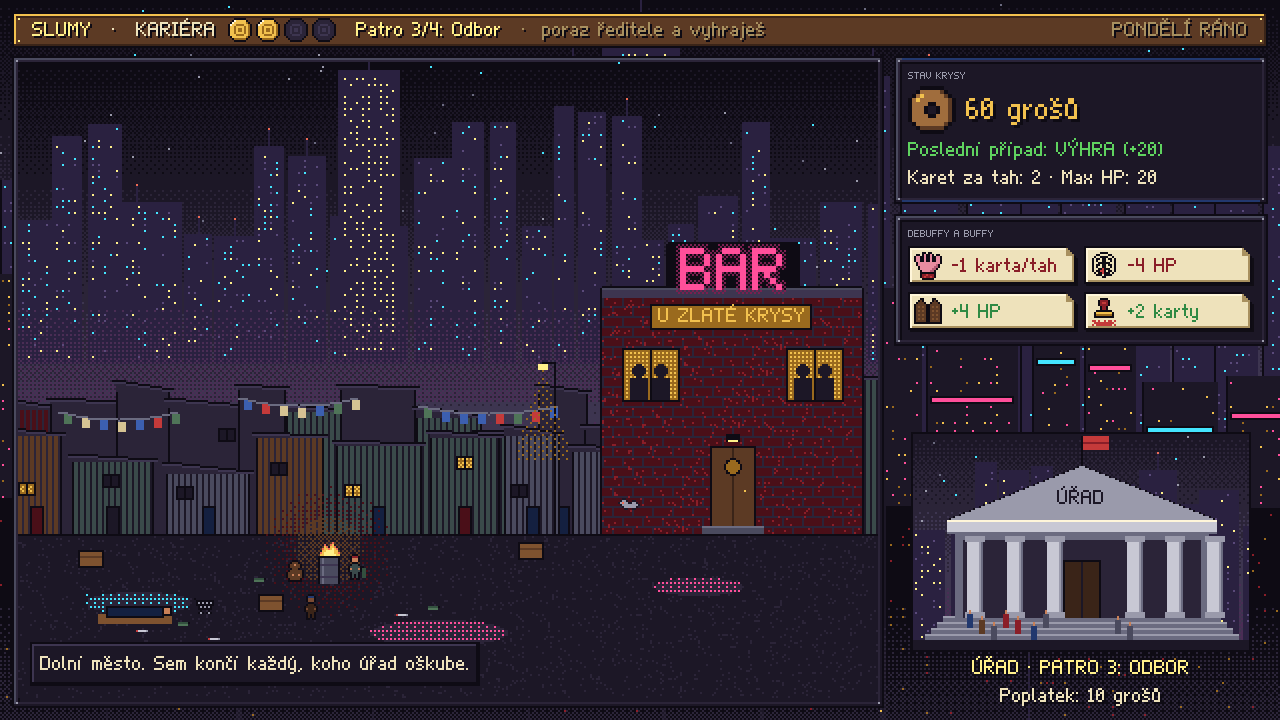 SLUMY · KARIÉRA Patro 3/4: Odbor · poraz ředitele a vyhraješ PONDĚLÍ RÁNO
STAV KRYSY
60 grošů
Poslední případ: VÝHRA (+20)
Karet za tah: 2 · Max HP: 20
DEBUFFY A BUFFY
-1 karta/tah -4 HP
+4 HP +2 karty
BAR
U ZLATÉ KRYSY
ÚŘAD
Dolní město. Sem končí každý, koho úřad oškube.
ÚŘAD · PATRO 3: ODBOR
Poplatek: 10 grošů